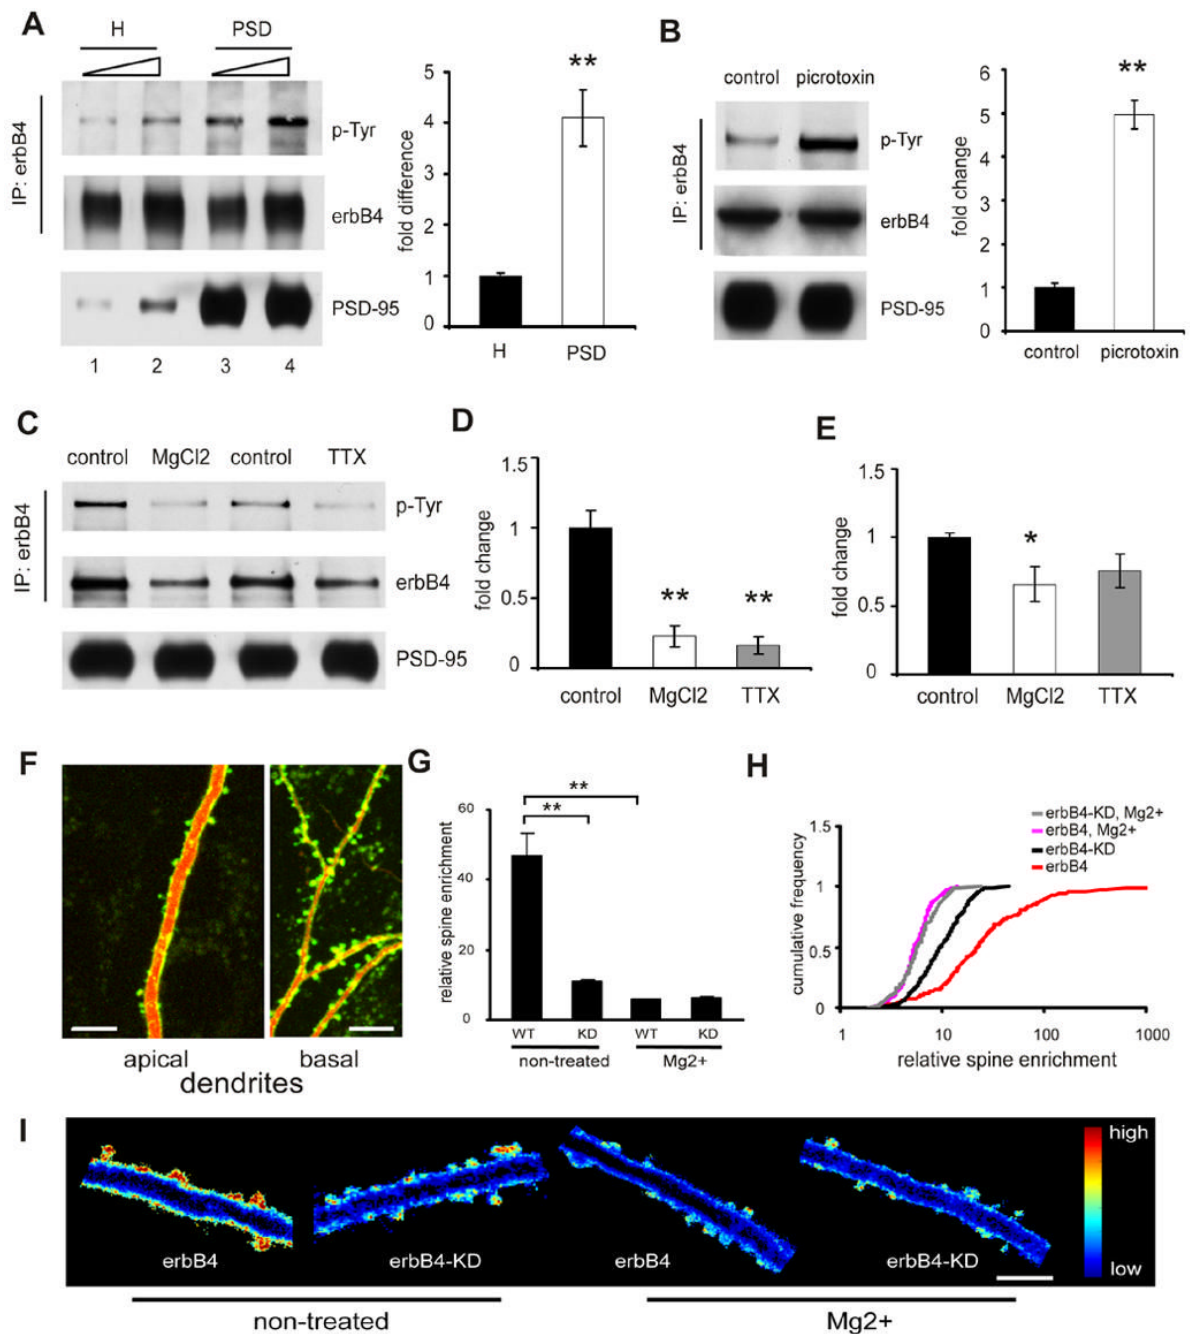 A
H PSD
IP: erbB4
p-Tyr
erbB4
PSD-95
1 2 3 4
fold difference
5
4
3
2
1
0
H PSD
**
B
control picrotoxin
IP: erbB4
p-Tyr
erbB4
PSD-95
fold change
6
5
4
3
2
1
0
control picrotoxin
**
C
control MgCl2 control TTX
IP: erbB4
p-Tyr
erbB4
PSD-95
D
fold change
1.5
1
0.5
0
** **
control MgCl2 TTX
E
fold change
1.5
1
0.5
0
*
control MgCl2 TTX
F
apical basal
dendrites
G
relative spine enrichment
60
40
20
0
**
**
WT KD WT KD
non-treated Mg2+
H
cumulative frequency
1.5
1
0.5
0
erbB4-KD, Mg2+
erbB4, Mg2+
erbB4-KD
erbB4
1 10 100 1000
relative spine enrichment
I
erbB4 erbB4-KD erbB4 erbB4-KD
high
low
non-treated Mg2+